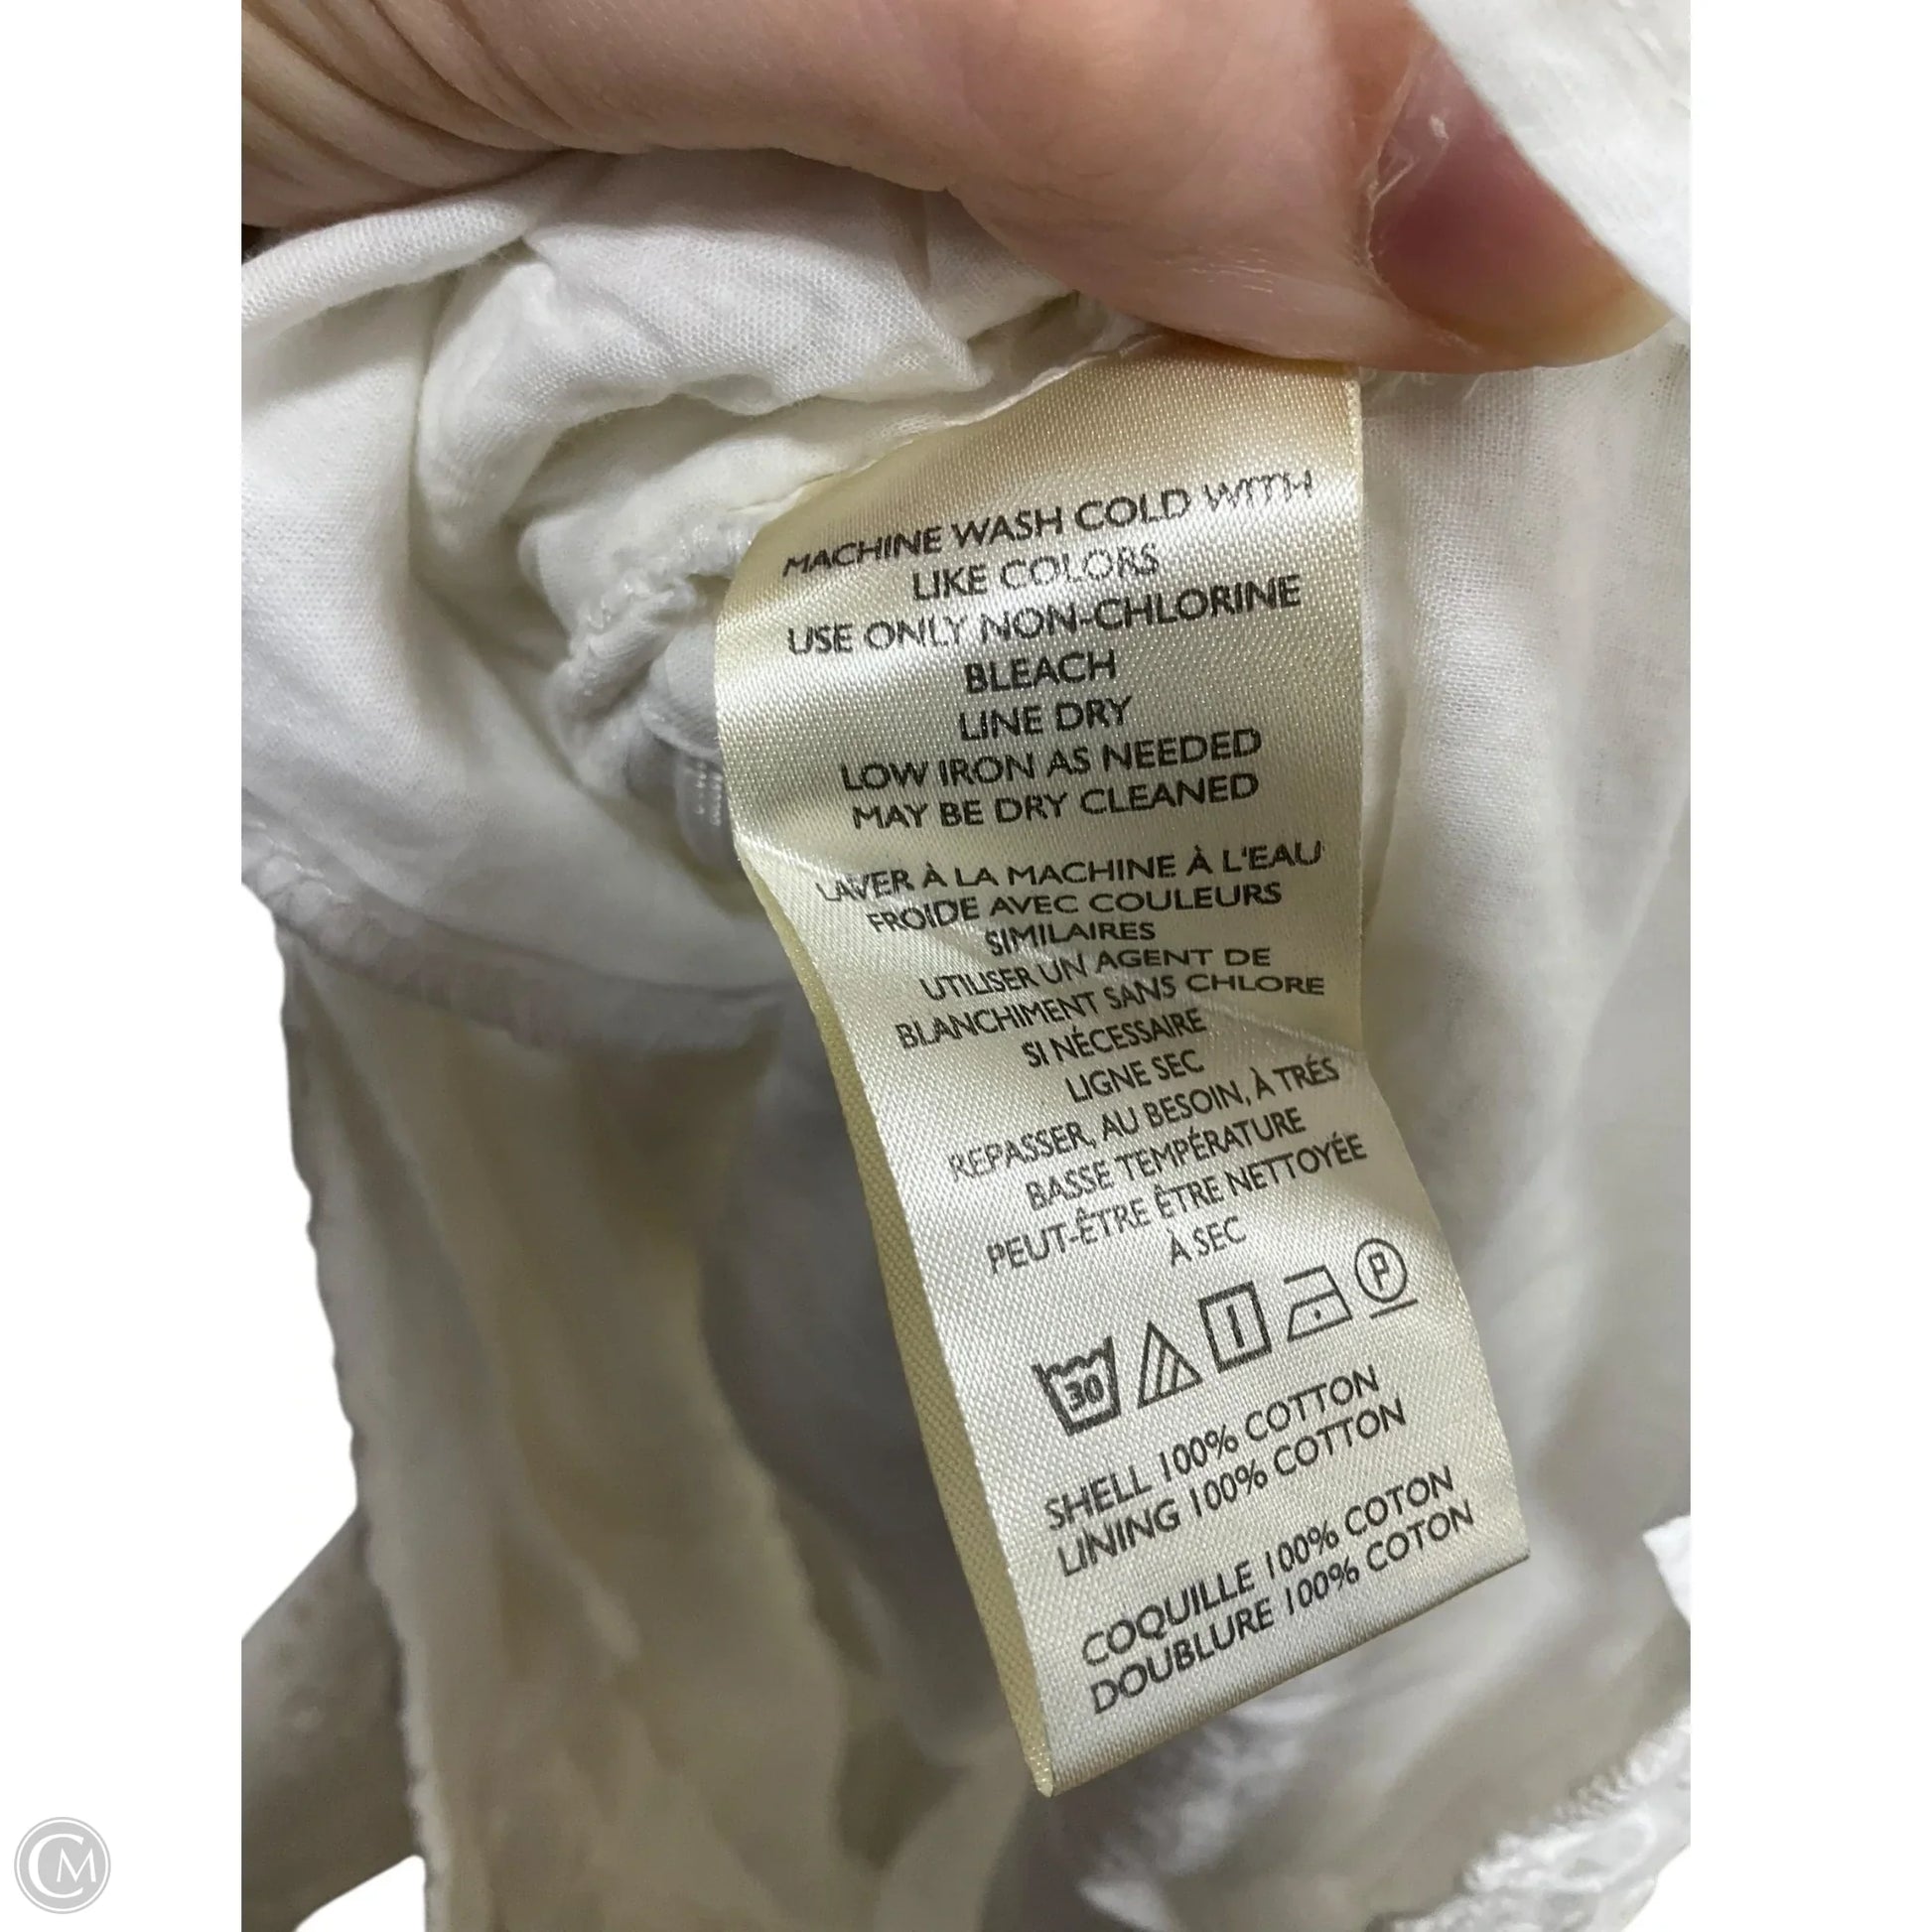 MACHINE WASH COLD WITH
LIKE COLORS
USE ONLY NON-CHLORINE
BLEACH
LINE DRY
LOW IRON AS NEEDED
MAY BE DRY CLEANED
LAVER À LA MACHINE À L'EAU
FROIDE AVEC COULEURS
SIMILAIRES
UTILISER UN AGENT DE
BLANCHIMENT SANS CHLORE
SI NÉCESSAIRE
LIGNE SEC
REPASSER, AU BESOIN, À TRÉS
BASSE TEMPÉRATURE
PEUT-ÊTRE ÊTRE NETTOYÉE
À SEC
30 P
SHELL 100% COTTON
LINING 100% COTTON
COQUILLE 100% COTON
DOUBLURE 100% COTON
CM